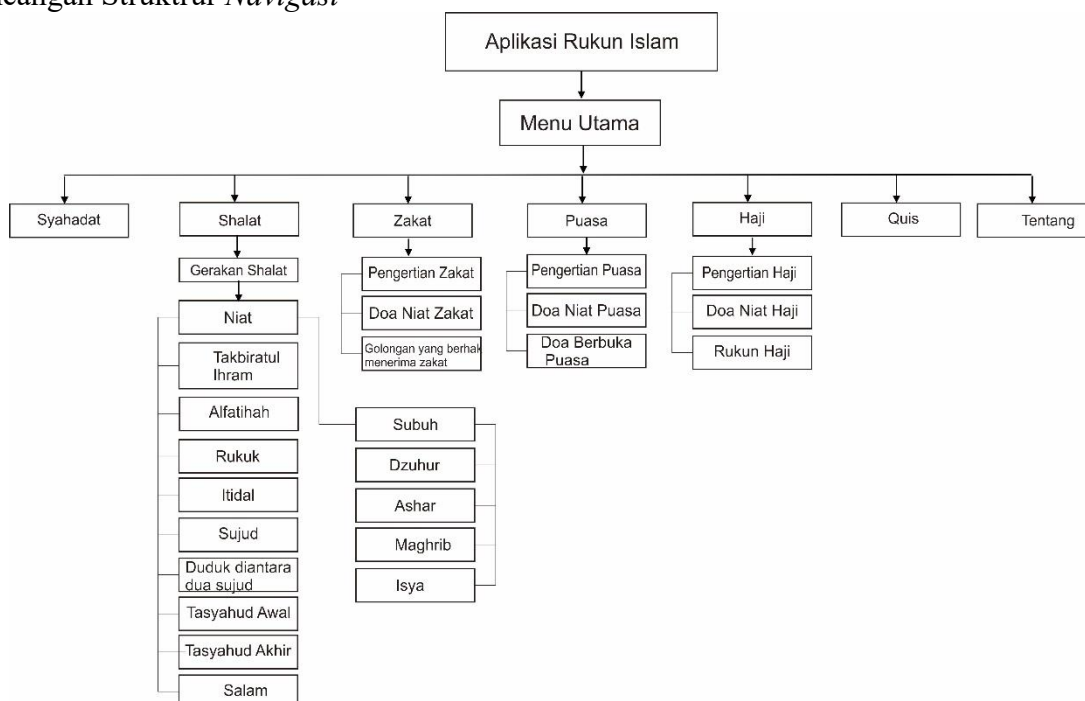 Struktur Navigasi
Aplikasi Rukun Islam
Menu Utama
Syahadat
Shalat
Zakat
Puasa
Haji
Quis
Tentang
Gerakan Shalat
Niat
Takbiratul
Ihram
Alfatihah
Rukuk
Itidal
Sujud
Duduk diantara
dua sujud
Tasyahud Awal
Tasyahud Akhir
Salam
Subuh
Dzuhur
Ashar
Maghrib
Isya
Pengertian Zakat
Doa Niat Zakat
Golongan yang berhak
menerima zakat
Pengertian Puasa
Doa Niat Puasa
Doa Berbuka
Puasa
Pengertian Haji
Doa Niat Haji
Rukun Haji